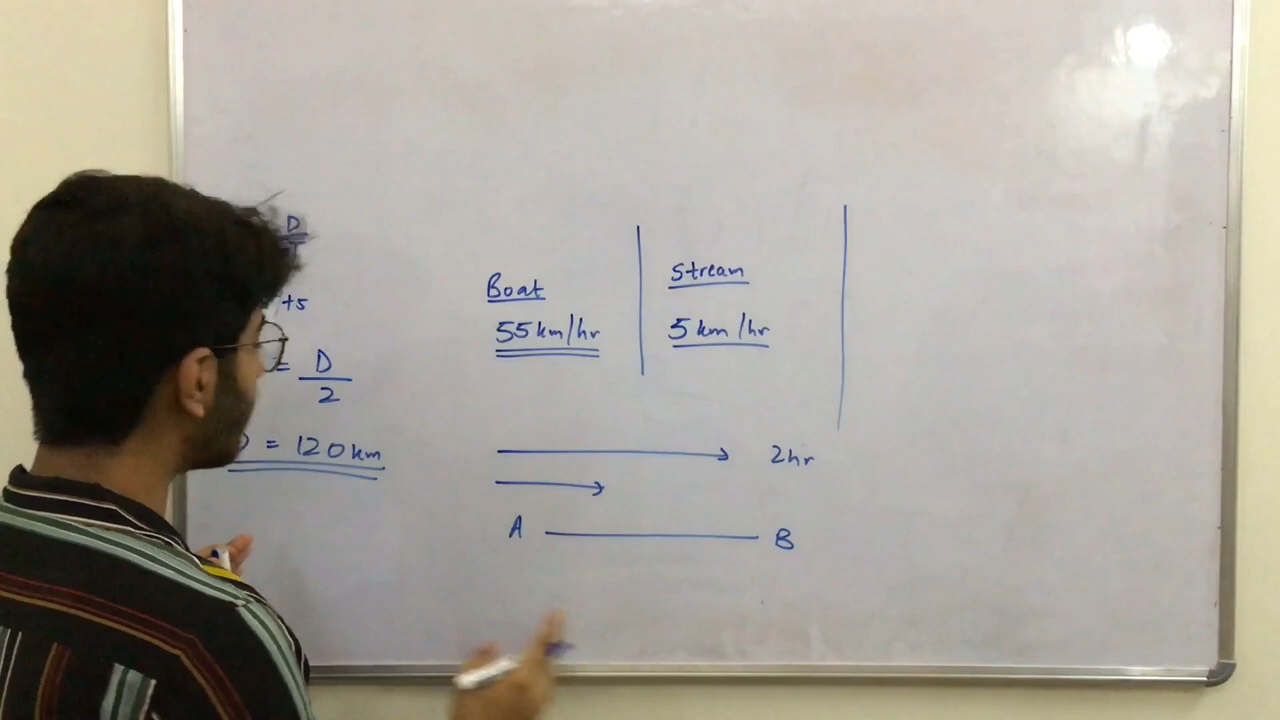 D
+5
= D
2
= 120 km
Boat
55 km/hr
Stream
5 km/hr
2hr
A B